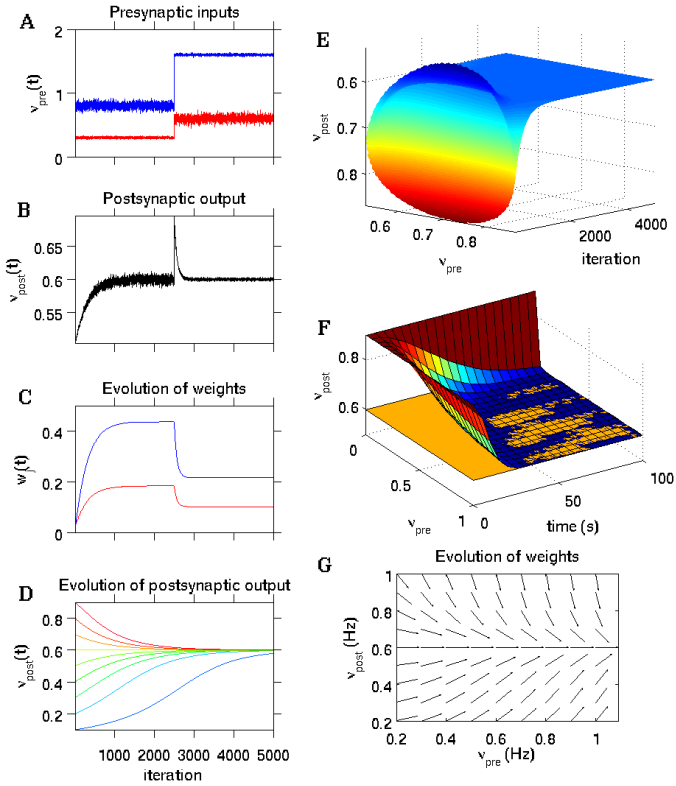 A
Presynaptic inputs
2
1
0
ν_pre(t)
B
Postsynaptic output
0.65
0.6
0.55
ν_post(t)
C
Evolution of weights
0.4
0.2
0
w_j(t)
D
Evolution of postsynaptic output
0.8
0.6
0.4
0.2
ν_post(t)
1000 2000 3000 4000 5000
iteration
E
0.6
0.7
0.8
ν_post
0.6 0.7 0.8
ν_pre
2000 4000
iteration
F
0.8
0.6
ν_post
0 0.5 1
ν_pre
0 50 100
time (s)
G
Evolution of weights
1
0.8
0.6
0.4
0.2
ν_post (Hz)
0.2 0.4 0.6 0.8 1
ν_pre (Hz)